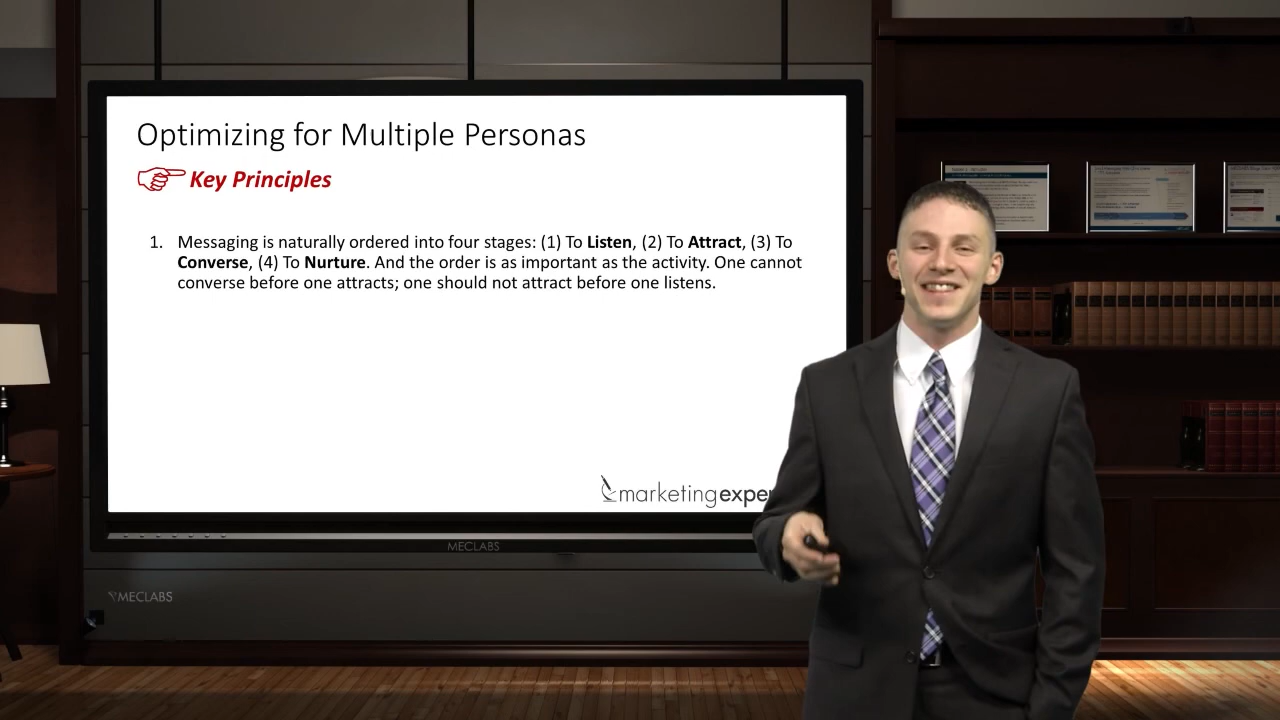 Optimizing for Multiple Personas
Key Principles
1. Messaging is naturally ordered into four stages: (1) To Listen, (2) To Attract, (3) To
Converse, (4) To Nurture. And the order is as important as the activity. One cannot
converse before one attracts; one should not attract before one listens.
marketingexpe
MECLABS
MECLABS